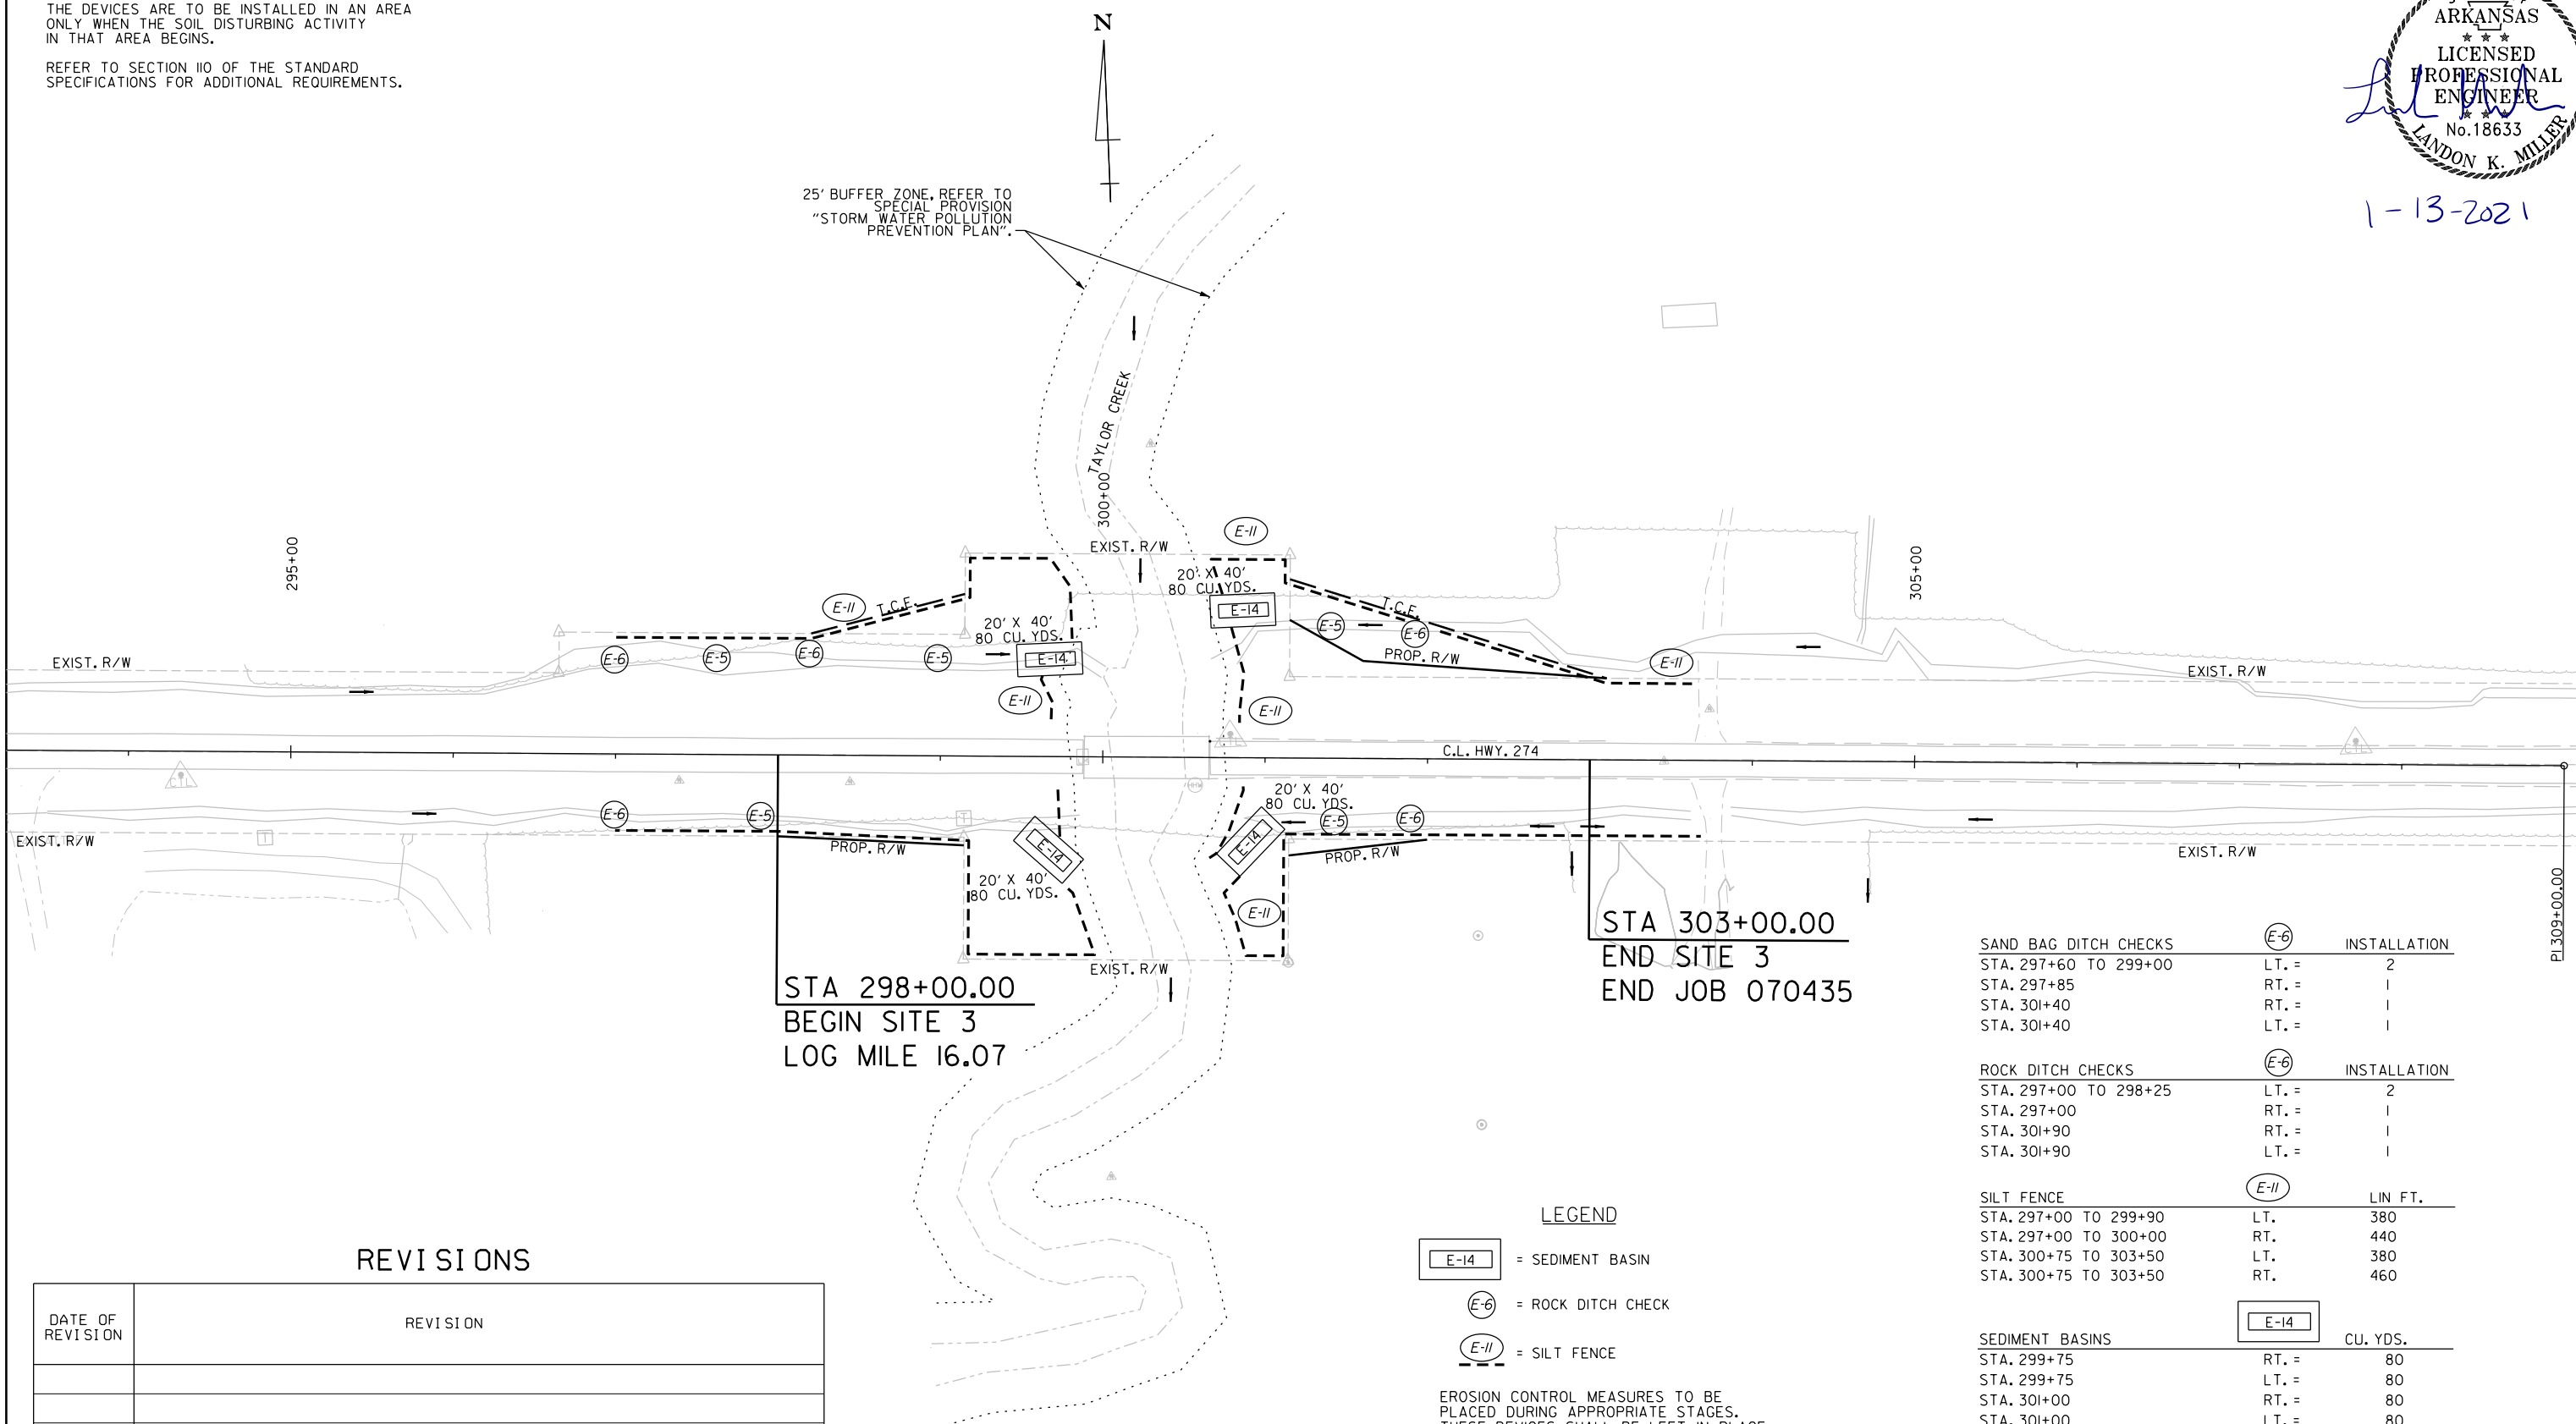 THE DEVICES ARE TO BE INSTALLED IN AN AREA
ONLY WHEN THE SOIL DISTURBING ACTIVITY
IN THAT AREA BEGINS.
REFER TO SECTION 110 OF THE STANDARD
SPECIFICATIONS FOR ADDITIONAL REQUIREMENTS.
N
ARKANSAS
★ ★ ★
LICENSED
PROFESSIONAL
ENGINEER
★ ★ ★
No.18633
LANDON K. MILLER
1-13-2021
25' BUFFER ZONE, REFER TO
SPECIAL PROVISION
"STORM WATER POLLUTION
PREVENTION PLAN".
TAYLOR CREEK
300+00
295+00
305+00
EXIST. R/W
E-11
20' X 40'
80 CU. YDS.
E-14
E-11
T.C.F.
20' X 40'
80 CU. YDS.
E-14
T.C.F.
E-5
E-6
E-6
E-5
E-6
E-5
EXIST. R/W
PROP. R/W
E-11
EXIST. R/W
E-11
E-11
C.L. HWY. 274
CTL
CTL
CTL
20' X 40'
80 CU. YDS.
E-6
E-5
T
E-5
E-6
EXIST. R/W
T
PROP. R/W
E-14
E-14
PROP. R/W
EXIST. R/W
20' X 40'
80 CU. YDS.
E-11
EXIST. R/W
STA 298+00.00
BEGIN SITE 3
LOG MILE 16.07
STA 303+00.00
END SITE 3
END JOB 070435
PI 309+00.00
SAND BAG DITCH CHECKS E-6 INSTALLATION
STA. 297+60 TO 299+00 LT. = 2
STA. 297+85 RT. = 1
STA. 301+40 RT. = 1
STA. 301+40 LT. = 1
ROCK DITCH CHECKS E-6 INSTALLATION
STA. 297+00 TO 298+25 LT. = 2
STA. 297+00 RT. = 1
STA. 301+90 RT. = 1
STA. 301+90 LT. = 1
SILT FENCE E-11 LIN FT.
STA. 297+00 TO 299+90 LT. 380
STA. 297+00 TO 300+00 RT. 440
STA. 300+75 TO 303+50 LT. 380
STA. 300+75 TO 303+50 RT. 460
SEDIMENT BASINS E-14 CU. YDS.
STA. 299+75 RT. = 80
STA. 299+75 LT. = 80
STA. 301+00 RT. = 80
STA. 301+00 LT. = 80
LEGEND
E-14 = SEDIMENT BASIN
E-6 = ROCK DITCH CHECK
E-11 = SILT FENCE
EROSION CONTROL MEASURES TO BE
PLACED DURING APPROPRIATE STAGES.
THESE DEVICES SHALL BE LEFT IN PLACE
REVISIONS
DATE OF
REVISION
REVISION